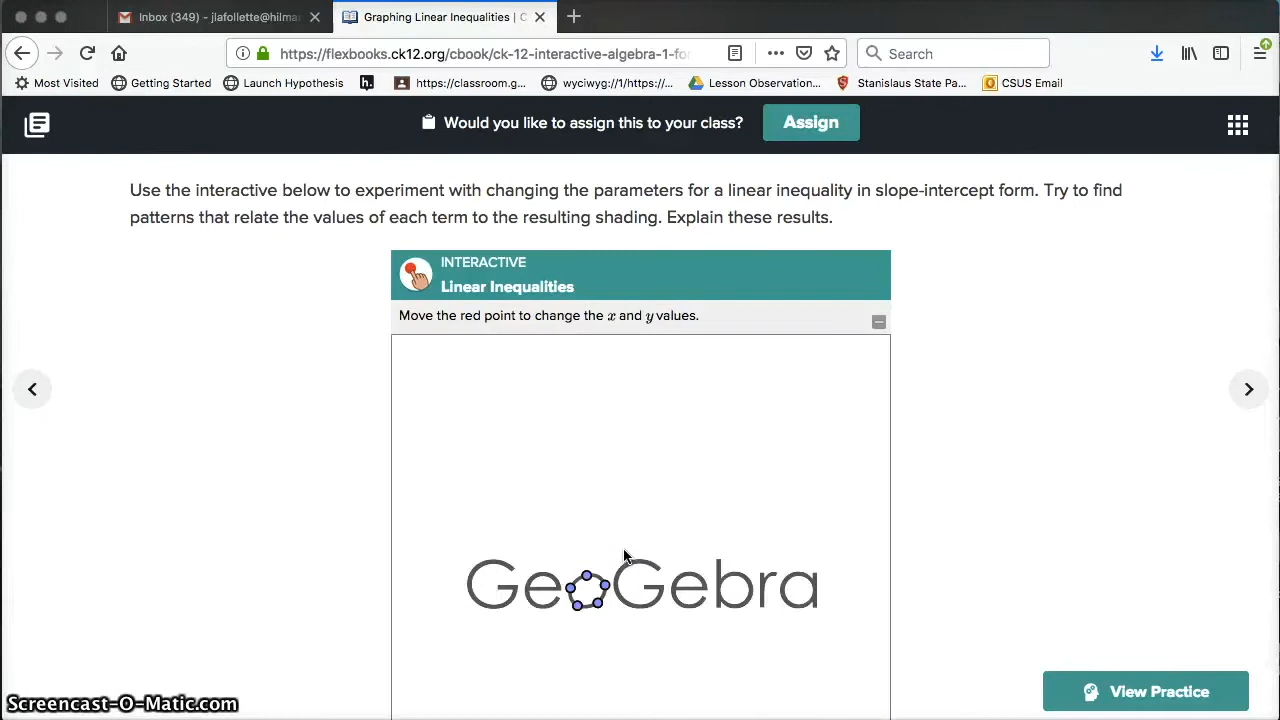 Inbox (349) - jlafollette@hilmar
Graphing Linear Inequalities | C
https://flexbooks.ck12.org/cbook/ck-12-interactive-algebra-1-for
Search
Most Visited
Getting Started
Launch Hypothesis
h.
https://classroom.g...
wyciwyg://1/https://...
Lesson Observation...
Stanislaus State Pa...
CSUS Email
Would you like to assign this to your class?
Assign
Use the interactive below to experiment with changing the parameters for a linear inequality in slope-intercept form. Try to find
patterns that relate the values of each term to the resulting shading. Explain these results.
INTERACTIVE
Linear Inequalities
Move the red point to change the x and y values.
GeoGebra
View Practice
Screencast-O-Matic.com